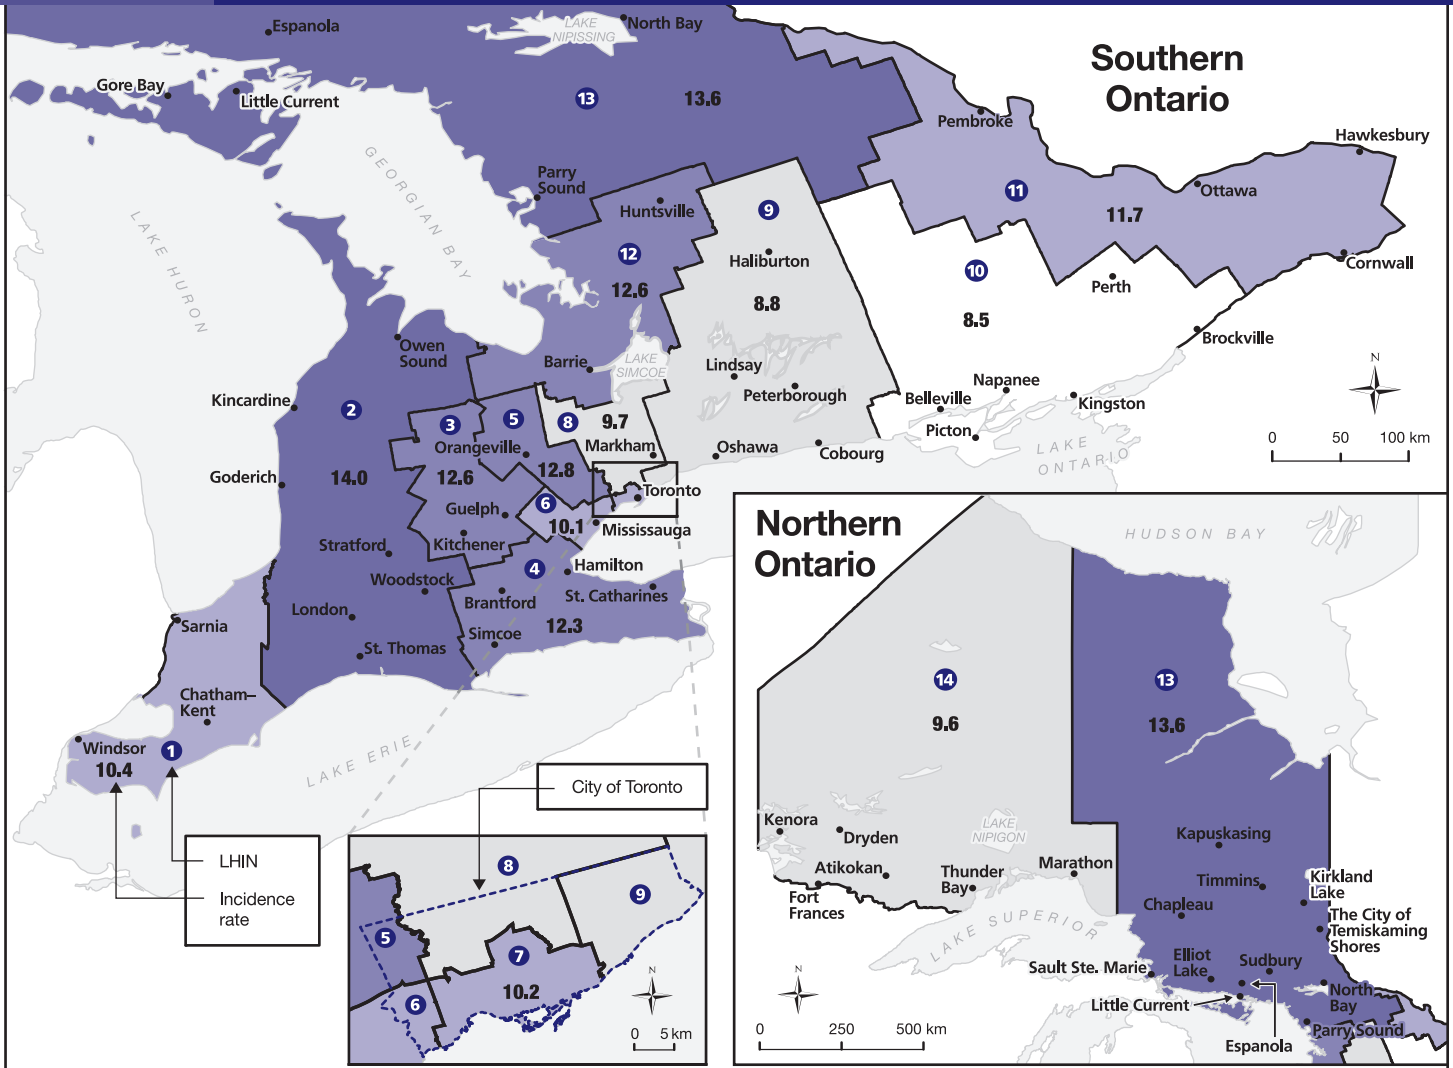 Espanola
LAKE
NIPISSING
North Bay
Southern
Ontario
Gore Bay
Little Current
13
13.6
Pembroke
Hawkesbury
GEORGIAN BAY
Parry
Sound
Huntsville
9
11
Ottawa
11.7
LAKE HURON
12
12.6
Haliburton
8.8
10
8.5
Perth
Cornwall
Owen
Sound
Barrie
LAKE
SIMCOE
Lindsay
Peterborough
Brockville
N
Napanee
Belleville
Kingston
Picton
Kincardine
2
3
5
8
9.7
Orangeville
Markham
Oshawa
Cobourg
LAKE
ONTARIO
0 50 100 km
Goderich
14.0
12.6
12.8
Toronto
6
10.1
Guelph
Mississauga
Kitchener
Stratford
4
Hamilton
Woodstock
Brantford
St. Catharines
London
12.3
Simcoe
Sarnia
St. Thomas
Chatham–
Kent
Windsor
1
10.4
LAKE ERIE
LHIN
Incidence
rate
City of Toronto
8
9
5
7
10.2
6
N
0 5 km
Northern
Ontario
HUDSON BAY
14
9.6
13
13.6
Kenora
Dryden
LAKE
NIPIGON
Kapuskasing
Atikokan
Thunder
Bay
Marathon
Timmins
Kirkland
Lake
Fort
Frances
Chapleau
The City of
Temiskaming
Shores
LAKE SUPERIOR
Sault Ste. Marie
Elliot
Lake
Sudbury
North
Bay
Little Current
Parry Sound
Espanola
N
0 250 500 km